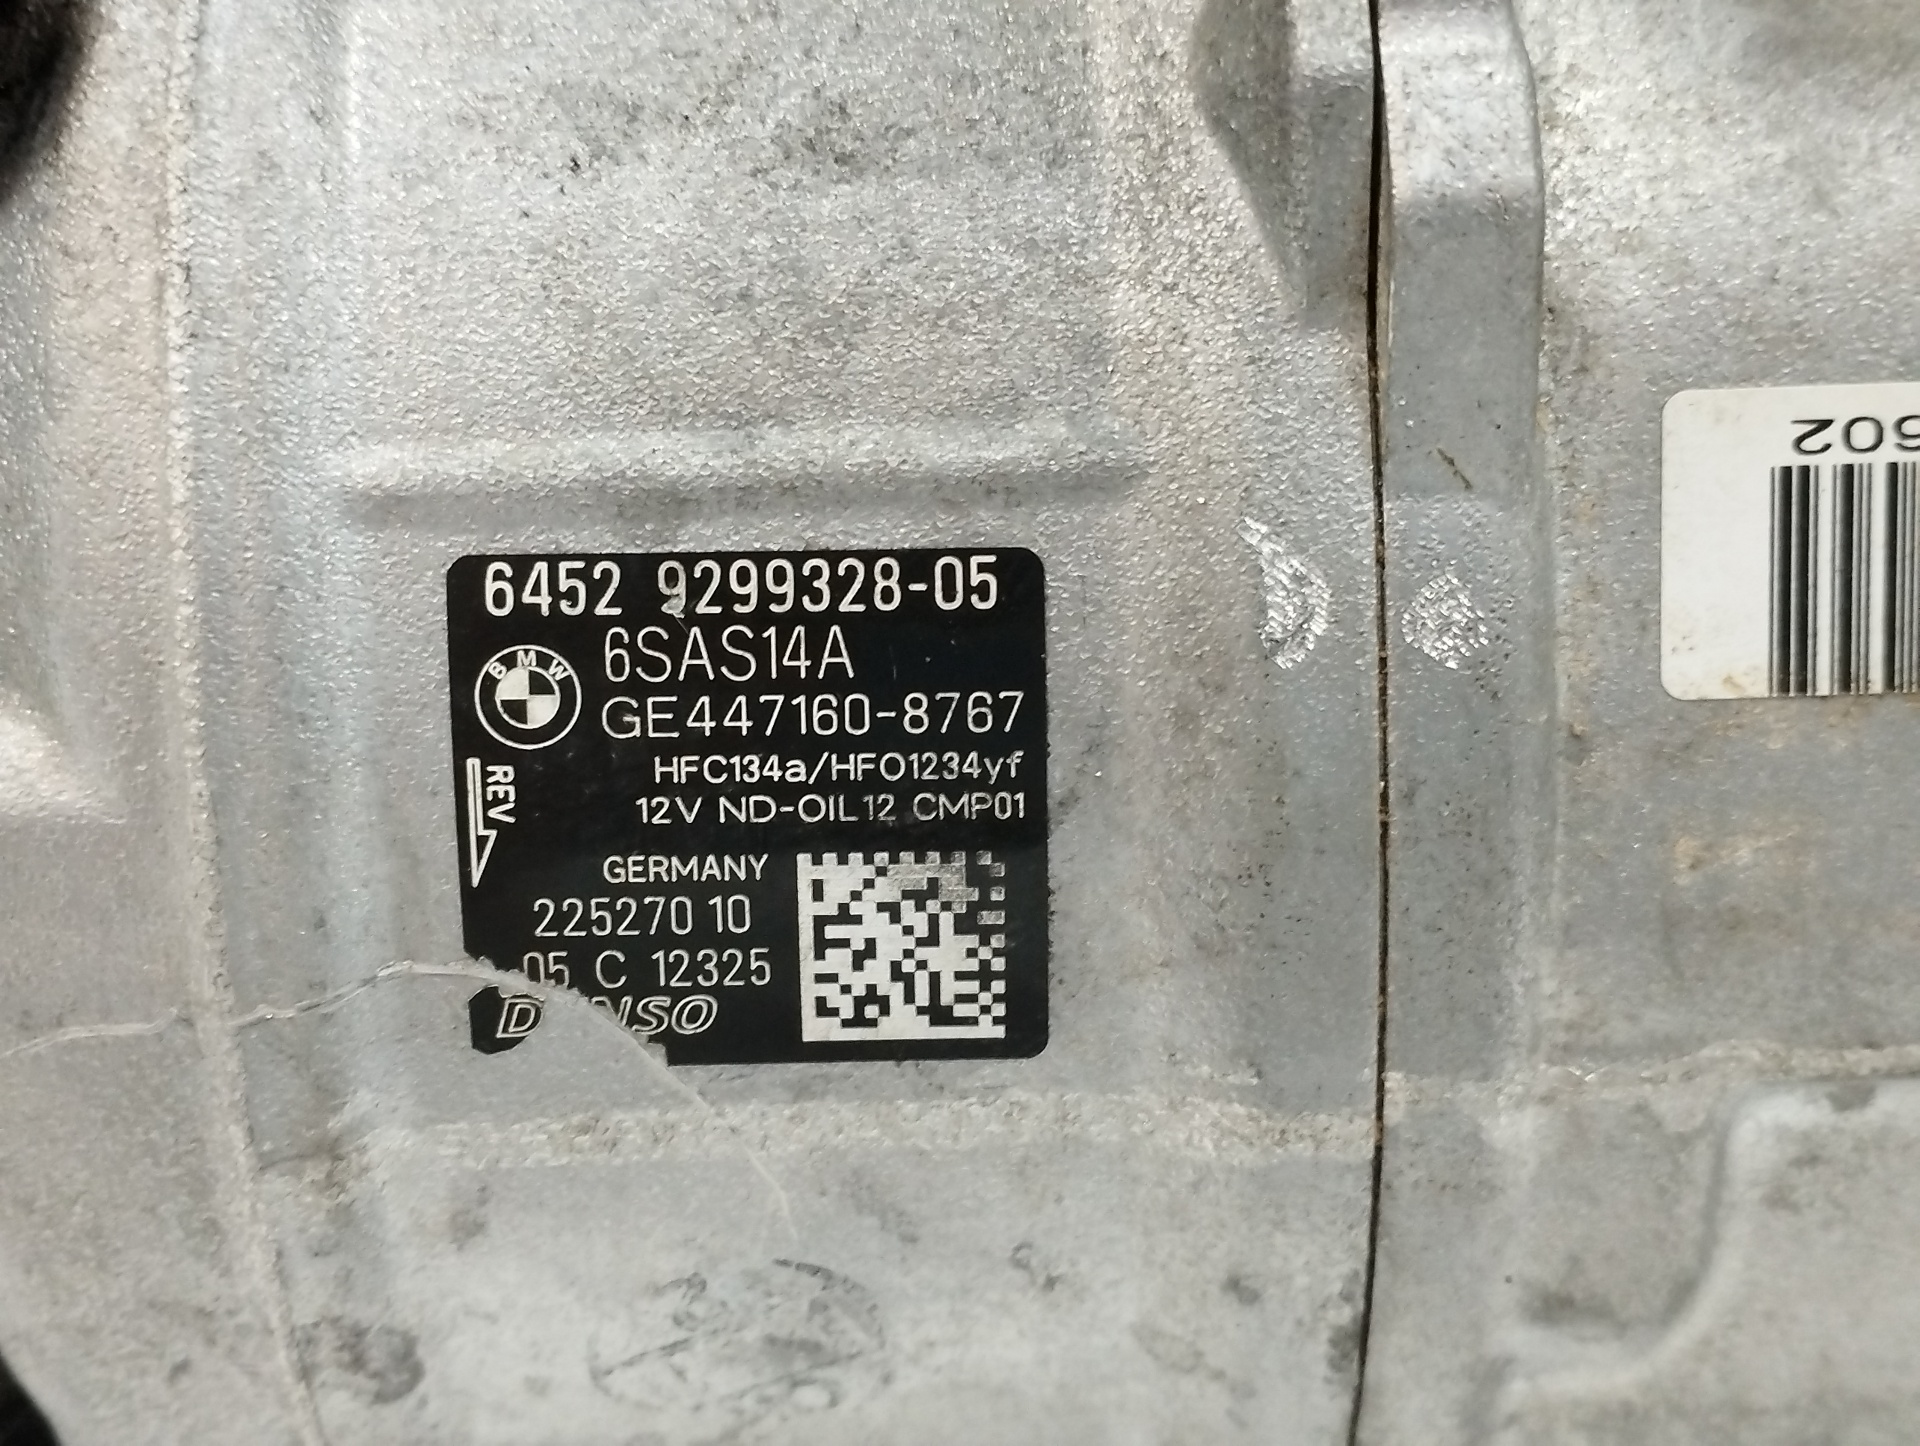 6452 9299328-05
BMW
6SAS14A
GE447160-8767
HFC134a/HFO1234yf
REV
12V ND-OIL12 CMP01
GERMANY
225270 10
05 C 12325
DENSO
602